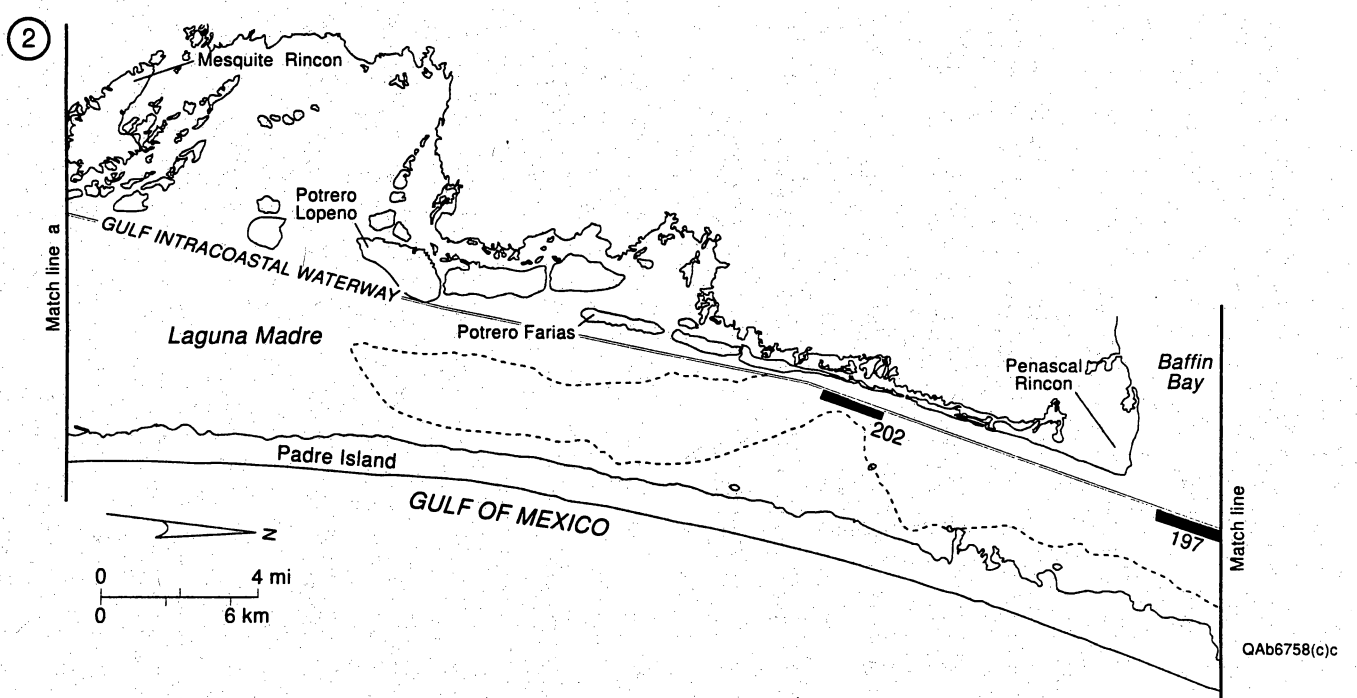 2
Mesquite Rincon
Potrero
Lopeno
Match line a
GULF INTRACOASTAL WATERWAY
Laguna Madre
Potrero Farias
Penascal
Rincon
Baffin
Bay
202
Padre Island
GULF OF MEXICO
197
Match line
N
0 4 mi
0 6 km
QAb6758(c)c